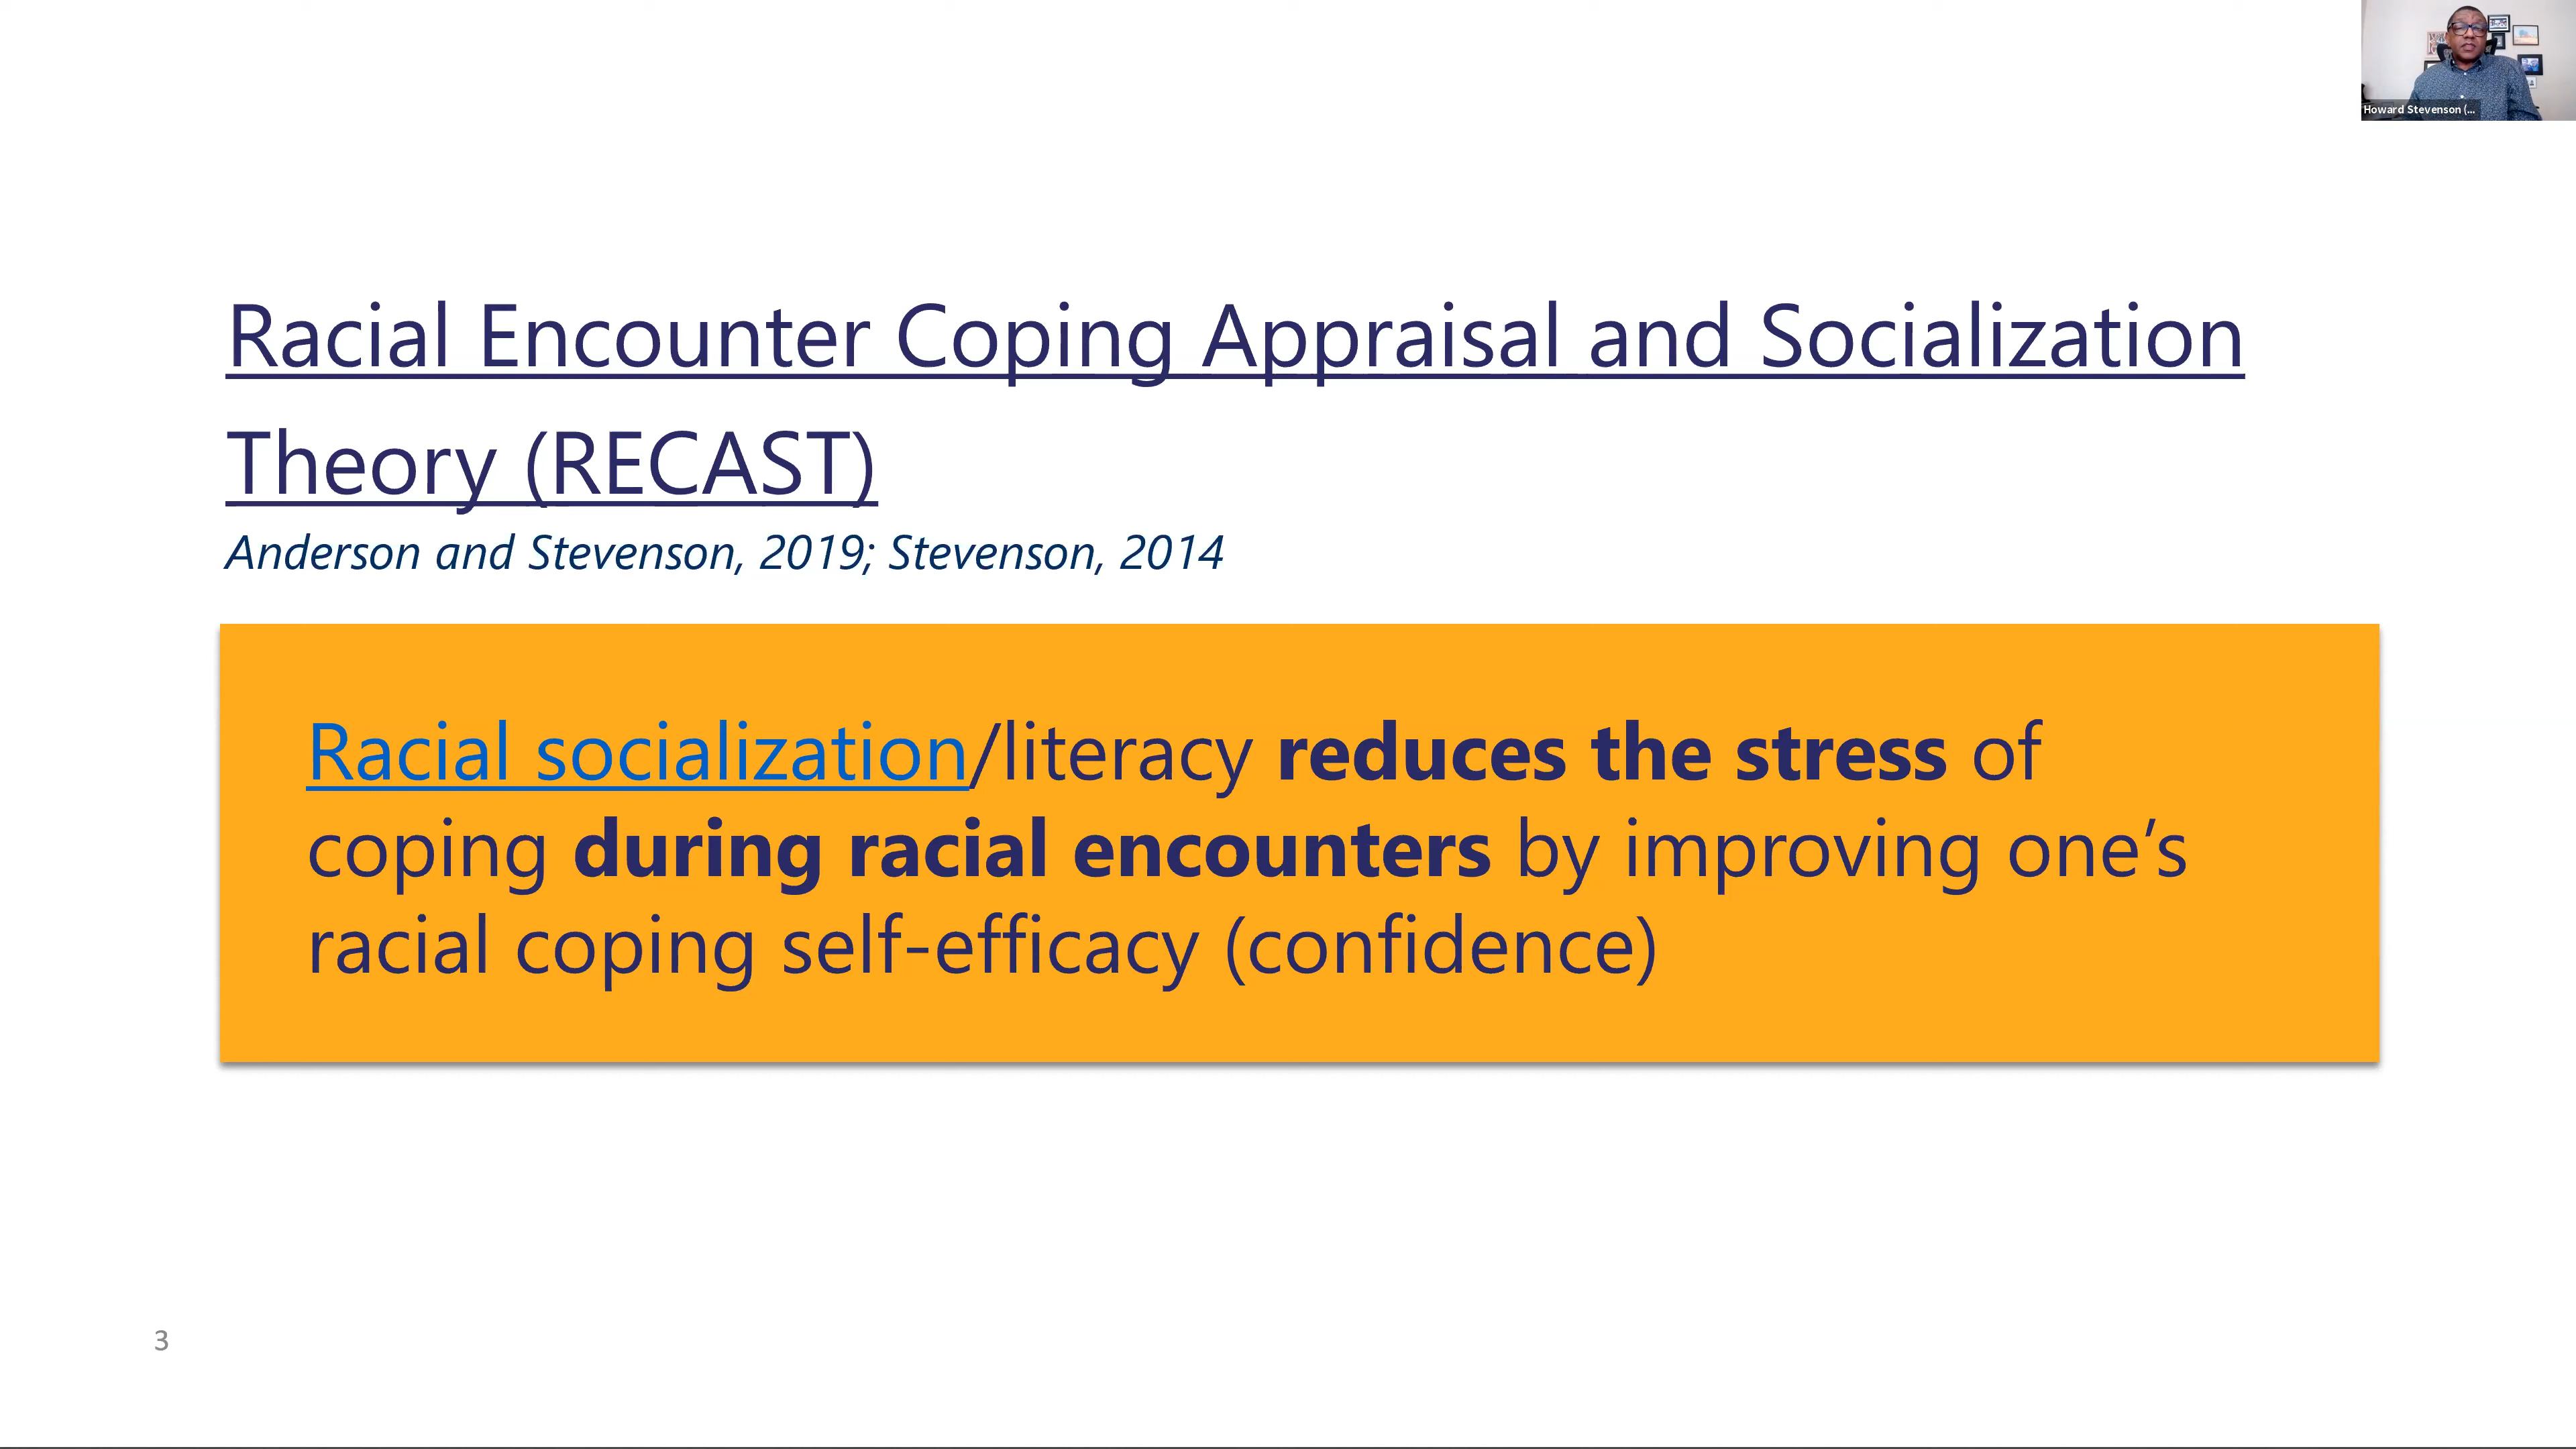 Howard Stevenson (...
Racial Encounter Coping Appraisal and Socialization
Theory (RECAST)
Anderson and Stevenson, 2019; Stevenson, 2014
Racial socialization/literacy reduces the stress of
coping during racial encounters by improving one’s
racial coping self-efficacy (confidence)
3